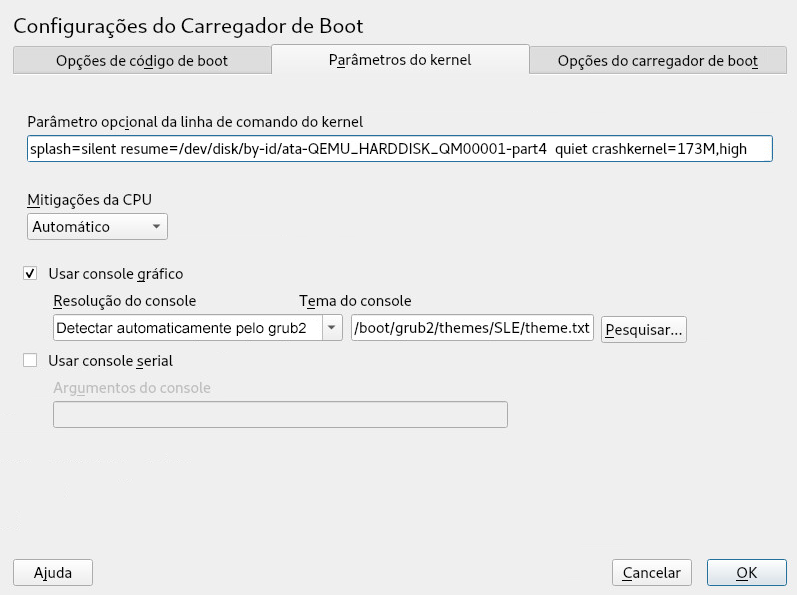 Configurações do Carregador de Boot
Opções de código de boot
Parâmetros do kernel
Opções do carregador de boot
Parâmetro opcional da linha de comando do kernel
splash=silent resume=/dev/disk/by-id/ata-QEMU_HARDDISK_QM00001-part4  quiet crashkernel=173M,high
Mitigações da CPU
Automático
Usar console gráfico
Resolução do console
Tema do console
Detectar automaticamente pelo grub2
/boot/grub2/themes/SLE/theme.txt
Pesquisar...
Usar console serial
Argumentos do console
Ajuda
Cancelar
OK